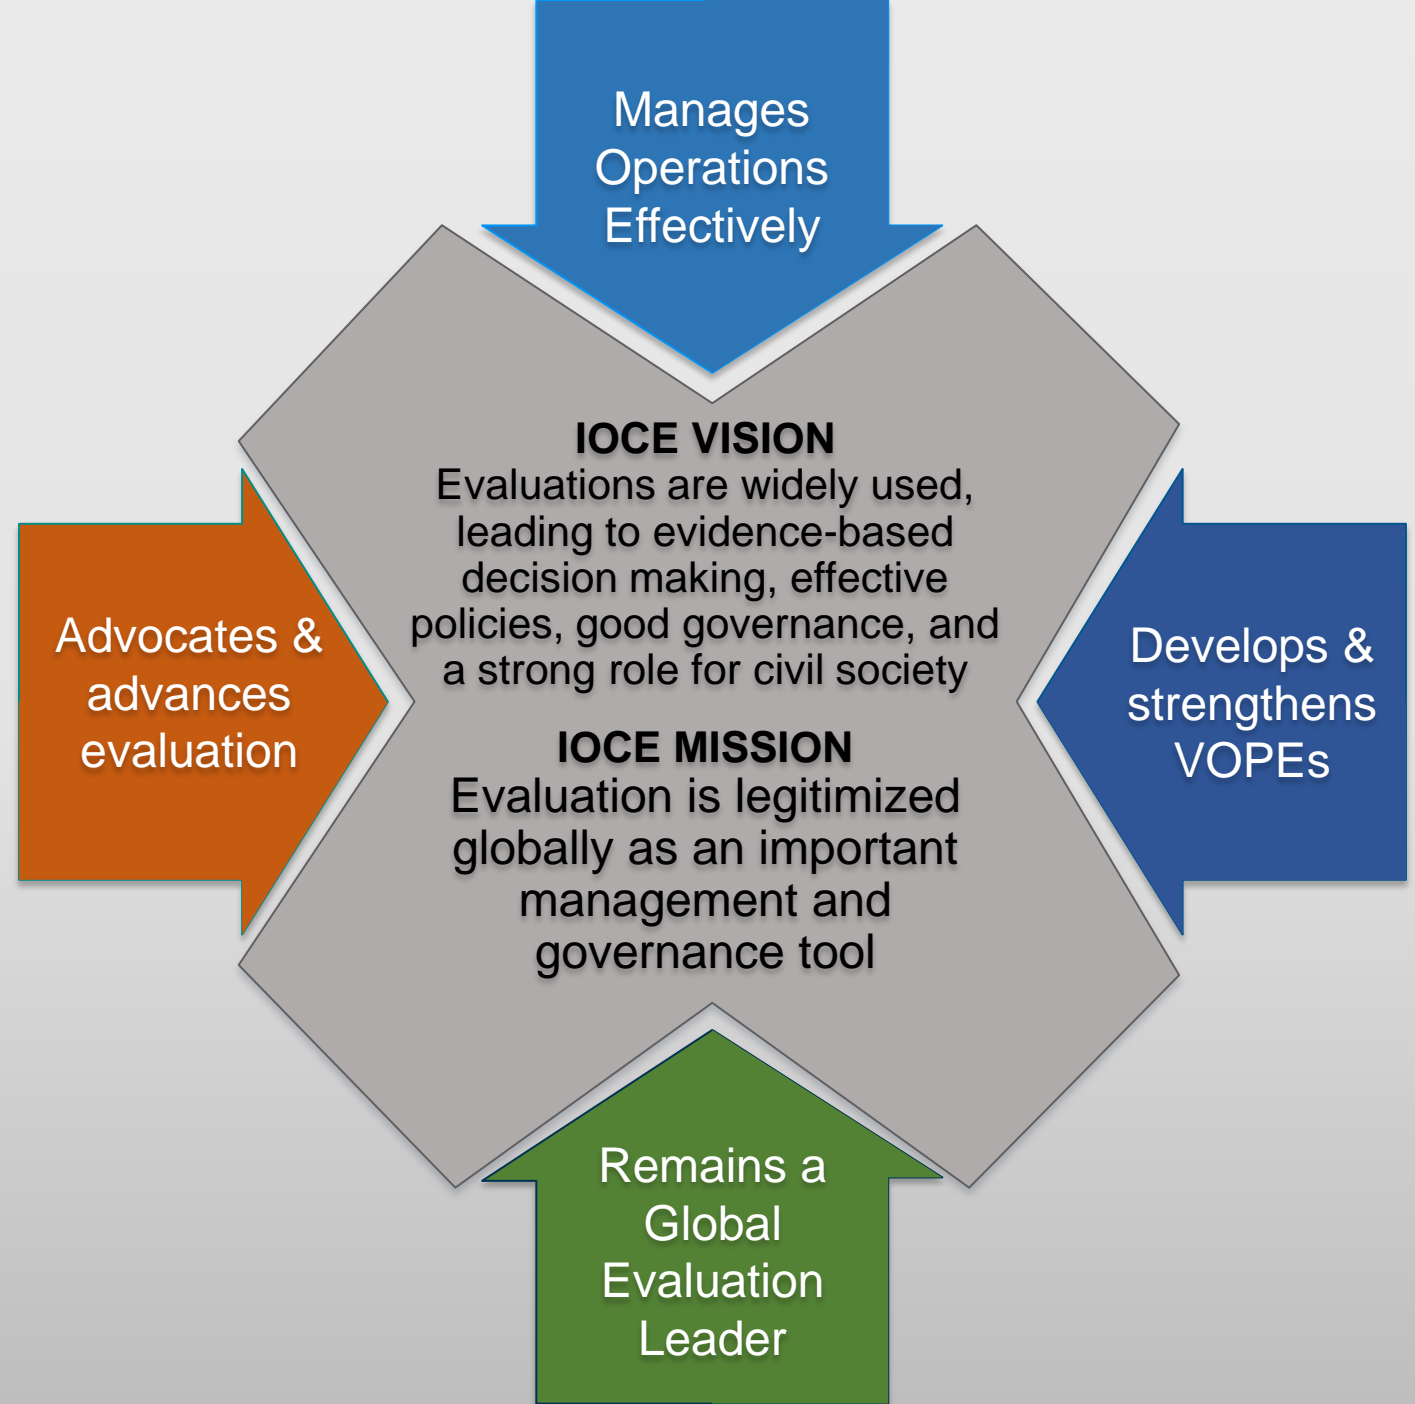 Manages
Operations
Effectively
IOCE VISION
Evaluations are widely used,
leading to evidence-based
decision making, effective
policies, good governance, and
a strong role for civil society
IOCE MISSION
Evaluation is legitimized
globally as an important
management and
governance tool
Advocates &
advances
evaluation
Develops &
strengthens
VOPEs
Remains a
Global
Evaluation
Leader